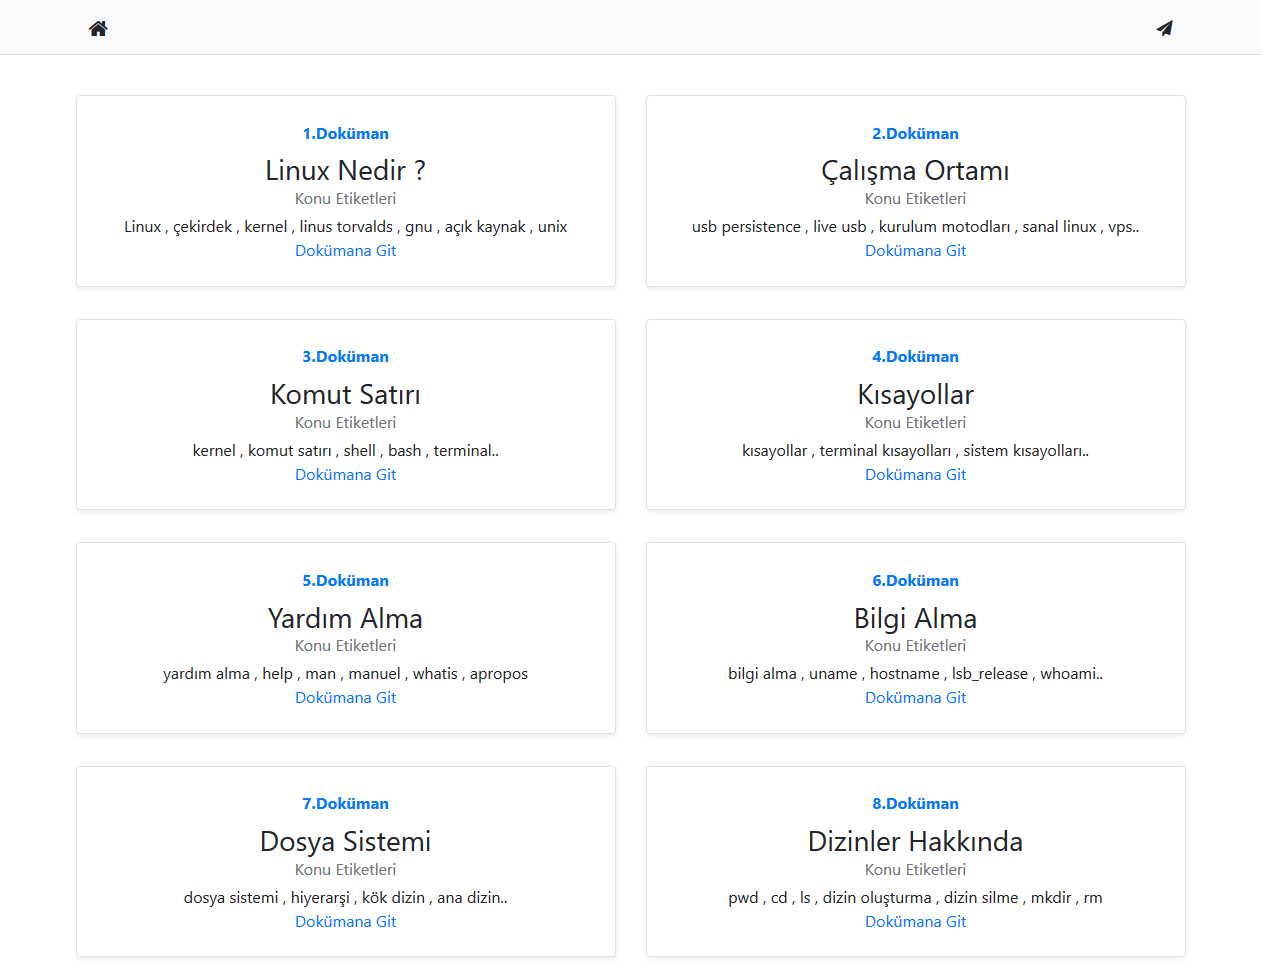 1.Doküman
Linux Nedir ?
Konu Etiketleri
Linux , çekirdek , kernel , linus torvalds , gnu , açık kaynak , unix
Dokümana Git
2.Doküman
Çalışma Ortamı
Konu Etiketleri
usb persistence , live usb , kurulum motodları , sanal linux , vps..
Dokümana Git
3.Doküman
Komut Satırı
Konu Etiketleri
kernel , komut satırı , shell , bash , terminal..
Dokümana Git
4.Doküman
Kısayollar
Konu Etiketleri
kısayollar , terminal kısayolları , sistem kısayolları..
Dokümana Git
5.Doküman
Yardım Alma
Konu Etiketleri
yardım alma , help , man , manuel , whatis , apropos
Dokümana Git
6.Doküman
Bilgi Alma
Konu Etiketleri
bilgi alma , uname , hostname , lsb_release , whoami..
Dokümana Git
7.Doküman
Dosya Sistemi
Konu Etiketleri
dosya sistemi , hiyerarşi , kök dizin , ana dizin..
Dokümana Git
8.Doküman
Dizinler Hakkında
Konu Etiketleri
pwd , cd , ls , dizin oluşturma , dizin silme , mkdir , rm
Dokümana Git